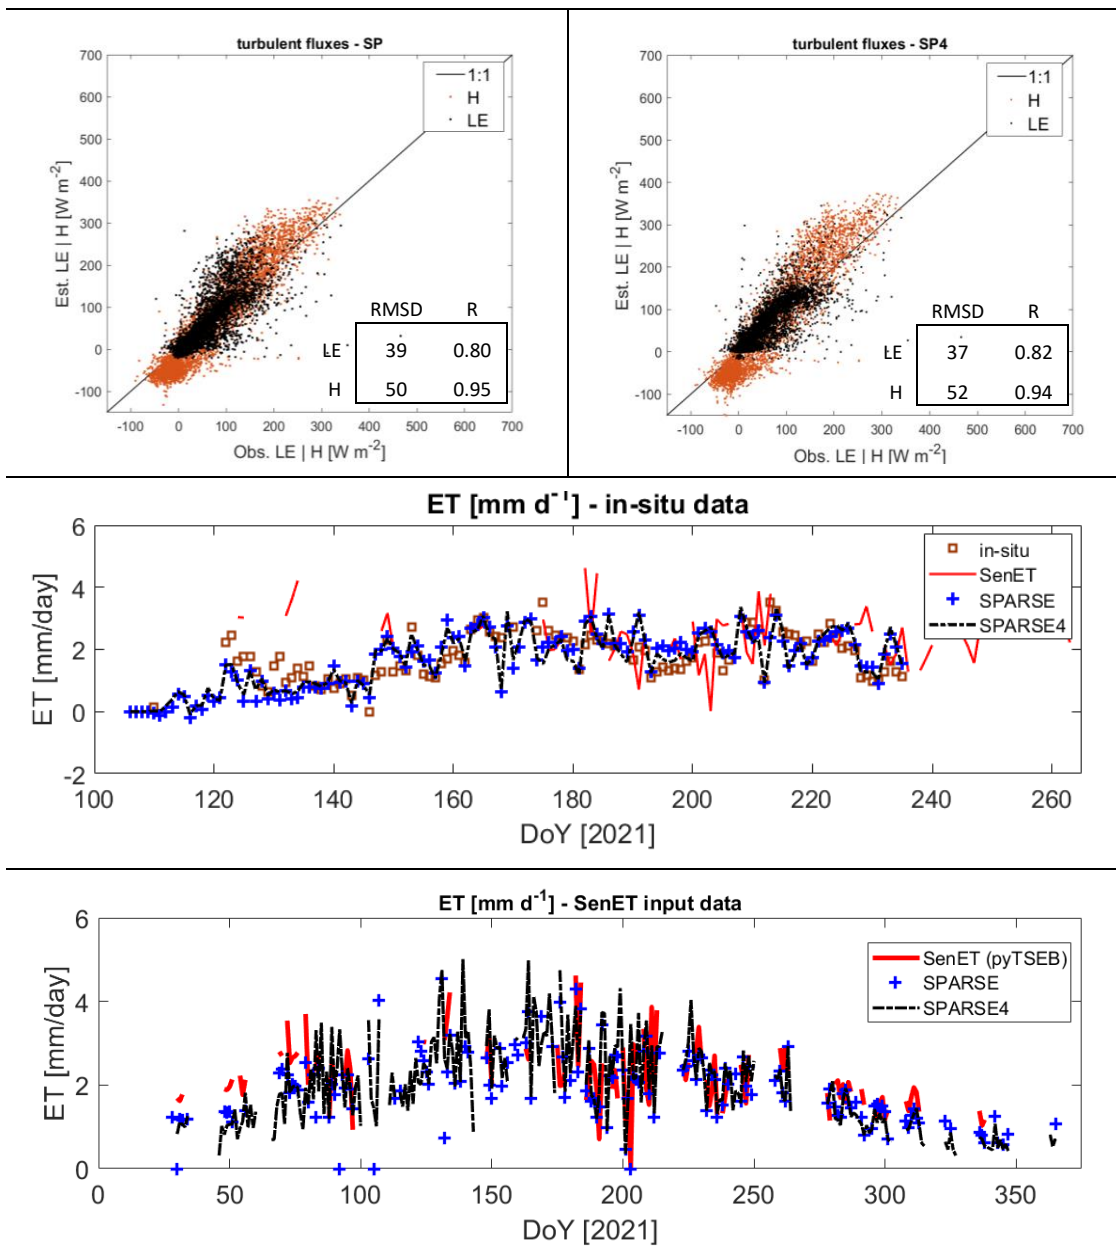 turbulent fluxes - SP
700
600
500
400
300
200
100
0
-100
-100 0 100 200 300 400 500 600 700
Est. LE | H [W m-2]
Obs. LE | H [W m-2]
1:1
H
LE
RMSD R
LE 39 0.80
H 50 0.95
turbulent fluxes - SP4
700
600
500
400
300
200
100
0
-100
-100 0 100 200 300 400 500 600 700
Est. LE | H [W m-2]
Obs. LE | H [W m-2]
1:1
H
LE
RMSD R
LE 37 0.82
H 52 0.94
ET [mm d-1] - in-situ data
6
4
2
0
-2
100 120 140 160 180 200 220 240 260
ET [mm/day]
DoY [2021]
in-situ
SenET
SPARSE
SPARSE4
ET [mm d-1] - SenET input data
6
4
2
0
0 50 100 150 200 250 300 350
ET [mm/day]
DoY [2021]
SenET (pyTSEB)
SPARSE
SPARSE4